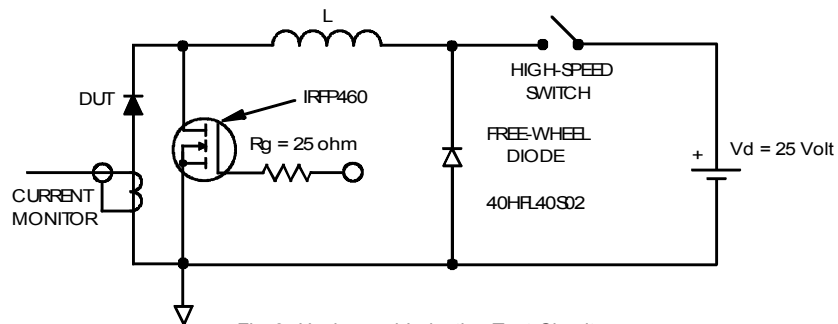 L
HIGH-SPEED
SWITCH
DUT
IRFP460
Rg = 25 ohm
FREE-WHEEL
DIODE
40HFL40S02
+
Vd = 25 Volt
CURRENT
MONITOR